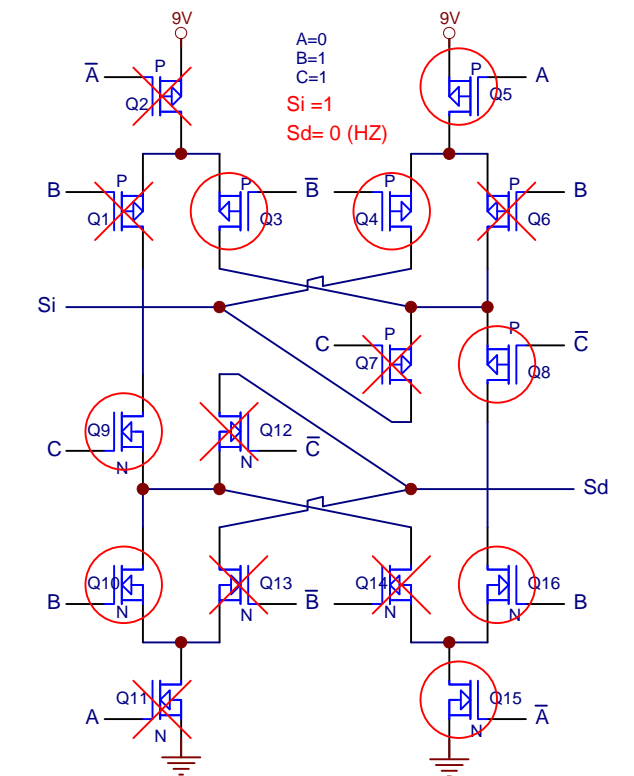 9V
9V
A=0
B=1
C=1
A̅
P
Q2
P
A
Q5
Si =1
Sd= 0 (HZ)
B
P
Q1
P
Q3
B̅
P
Q4
P
Q6
B
Si
C
P
Q7
P
Q8
C̅
Q9
C
N
Q12
N
C̅
Sd
Q10
B
N
Q13
N
B̅
Q14
N
Q16
N
B
Q11
A
N
Q15
N
A̅